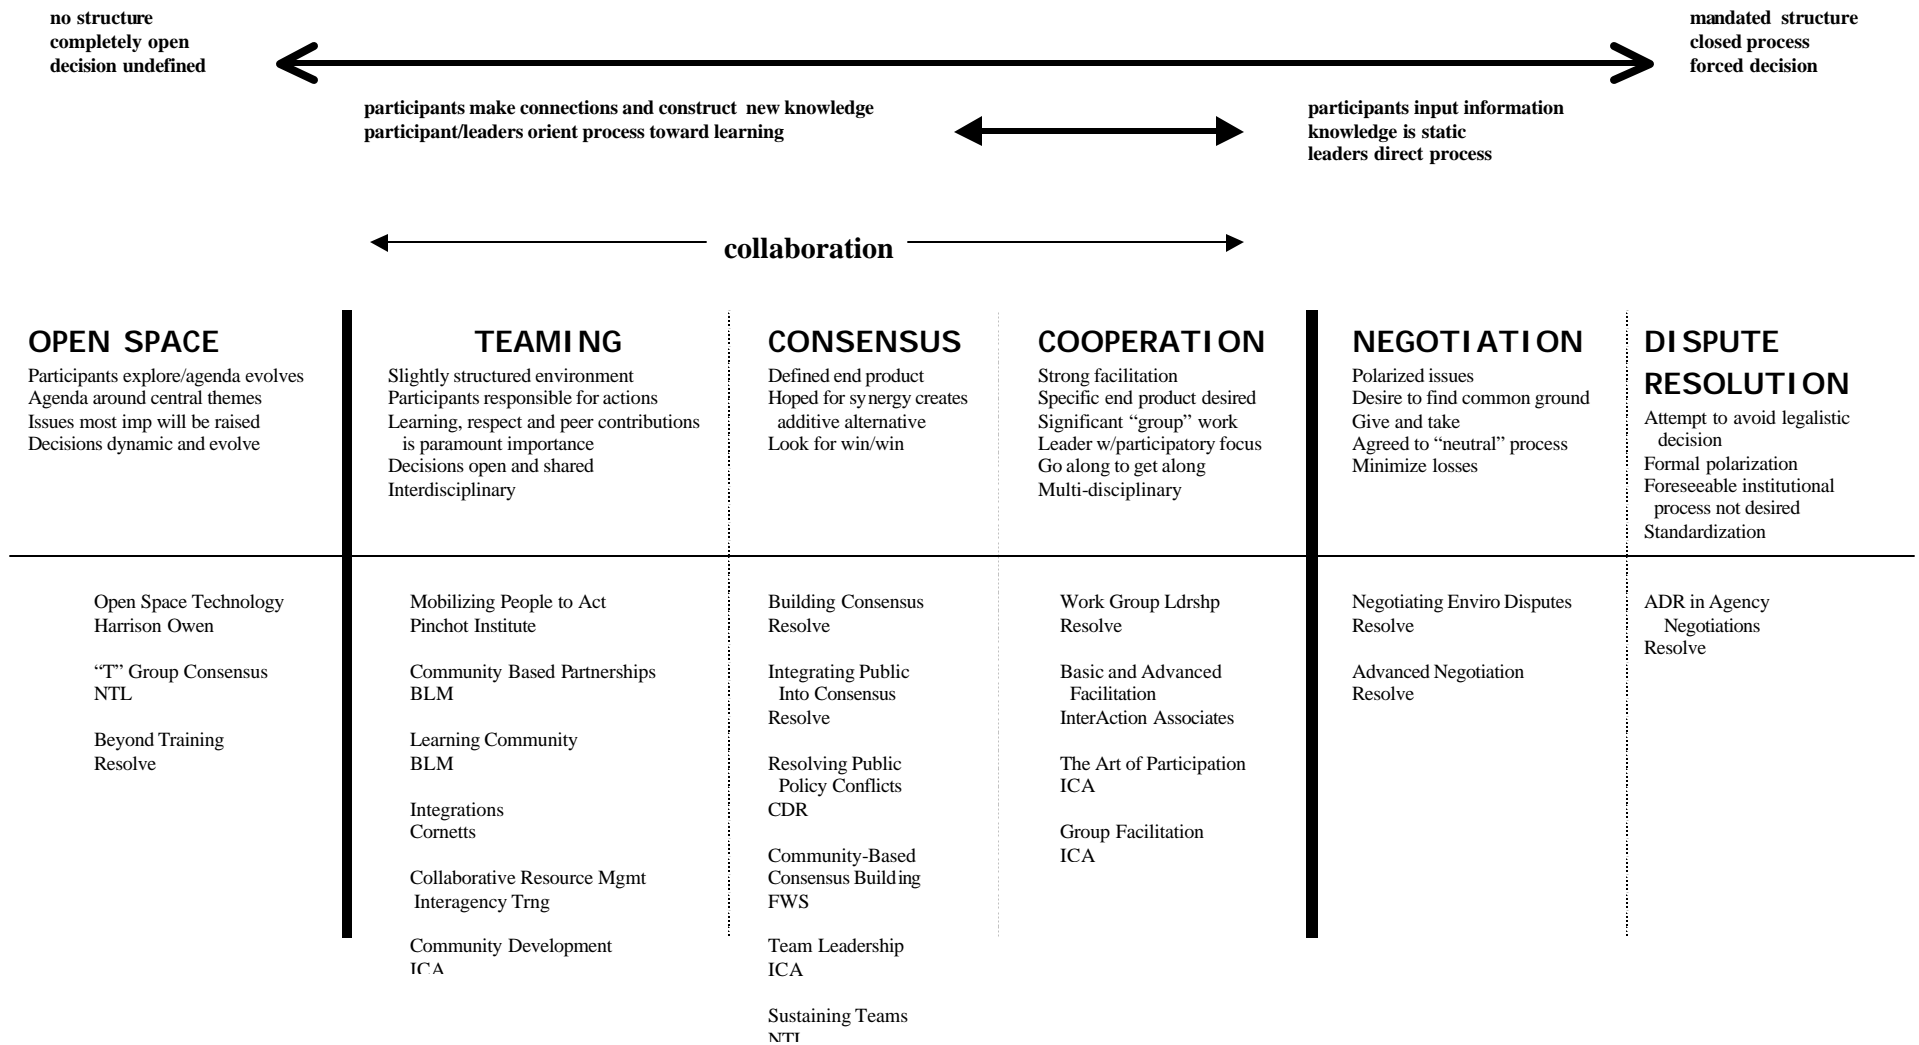 no structure
completely open
decision undefined
mandated structure
closed process
forced decision
participants make connections and construct new knowledge
participant/leaders orient process toward learning
participants input information
knowledge is static
leaders direct process
collaboration
OPEN SPACE
Participants explore/agenda evolves
Agenda around central themes
Issues most imp will be raised
Decisions dynamic and evolve
TEAMING
Slightly structured environment
Participants responsible for actions
Learning, respect and peer contributions
is paramount importance
Decisions open and shared
Interdisciplinary
CONSENSUS
Defined end product
Hoped for synergy creates
additive alternative
Look for win/win
COOPERATION
Strong facilitation
Specific end product desired
Significant “group” work
Leader w/participatory focus
Go along to get along
Multi-disciplinary
NEGOTIATION
Polarized issues
Desire to find common ground
Give and take
Agreed to “neutral” process
Minimize losses
DISPUTE
RESOLUTION
Attempt to avoid legalistic
decision
Formal polarization
Foreseeable institutional
process not desired
Standardization
Open Space Technology
Harrison Owen
“T” Group Consensus
NTL
Beyond Training
Resolve
Mobilizing People to Act
Pinchot Institute
Community Based Partnerships
BLM
Learning Community
BLM
Integrations
Cornetts
Collaborative Resource Mgmt
Interagency Trng
Community Development
ICA
Building Consensus
Resolve
Integrating Public
Into Consensus
Resolve
Resolving Public
Policy Conflicts
CDR
Community-Based
Consensus Building
FWS
Team Leadership
ICA
Sustaining Teams
NTL
Work Group Ldrshp
Resolve
Basic and Advanced
Facilitation
InterAction Associates
The Art of Participation
ICA
Group Facilitation
ICA
Negotiating Enviro Disputes
Resolve
Advanced Negotiation
Resolve
ADR in Agency
Negotiations
Resolve